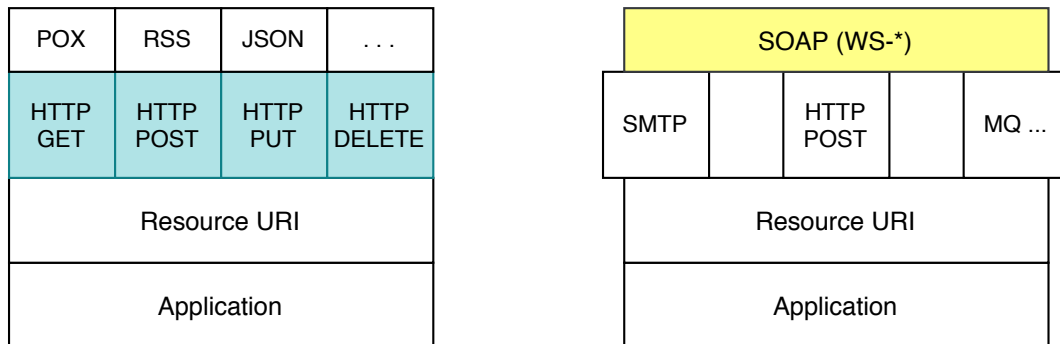 POX RSS JSON . . .
HTTP GET HTTP POST HTTP PUT HTTP DELETE
Resource URI
Application
SOAP (WS-*)
SMTP HTTP POST MQ ...
Resource URI
Application